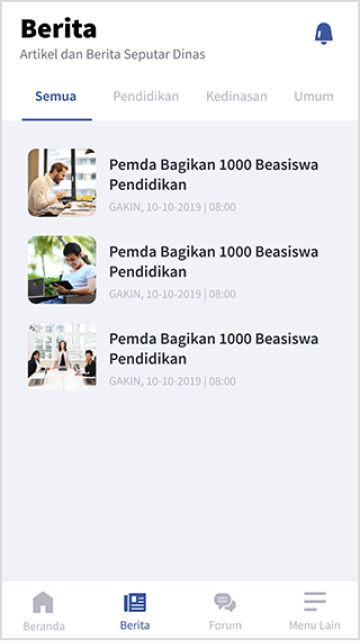 Berita
Artikel dan Berita Seputar Dinas
Semua Pendidikan Kedinasan Umum
Pemda Bagikan 1000 Beasiswa
Pendidikan
GAKIN, 10-10-2019 | 08:00
Pemda Bagikan 1000 Beasiswa
Pendidikan
GAKIN, 10-10-2019 | 08:00
Pemda Bagikan 1000 Beasiswa
Pendidikan
GAKIN, 10-10-2019 | 08:00
Beranda Berita Forum Menu Lain